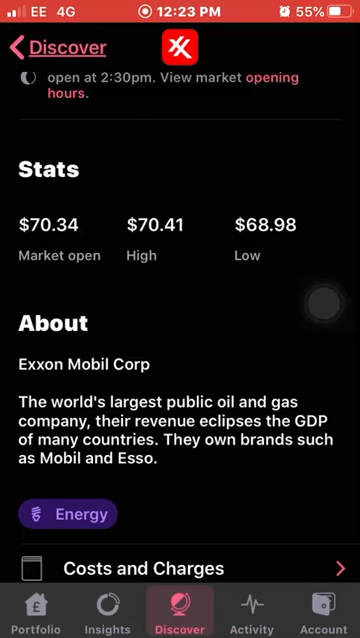 EE 4G 12:23 PM 55%
Discover
open at 2:30pm. View market opening
hours.
Stats
$70.34 $70.41 $68.98
Market open High Low
About
Exxon Mobil Corp
The world's largest public oil and gas
company, their revenue eclipses the GDP
of many countries. They own brands such
as Mobil and Esso.
Energy
Costs and Charges
Portfolio Insights Discover Activity Account